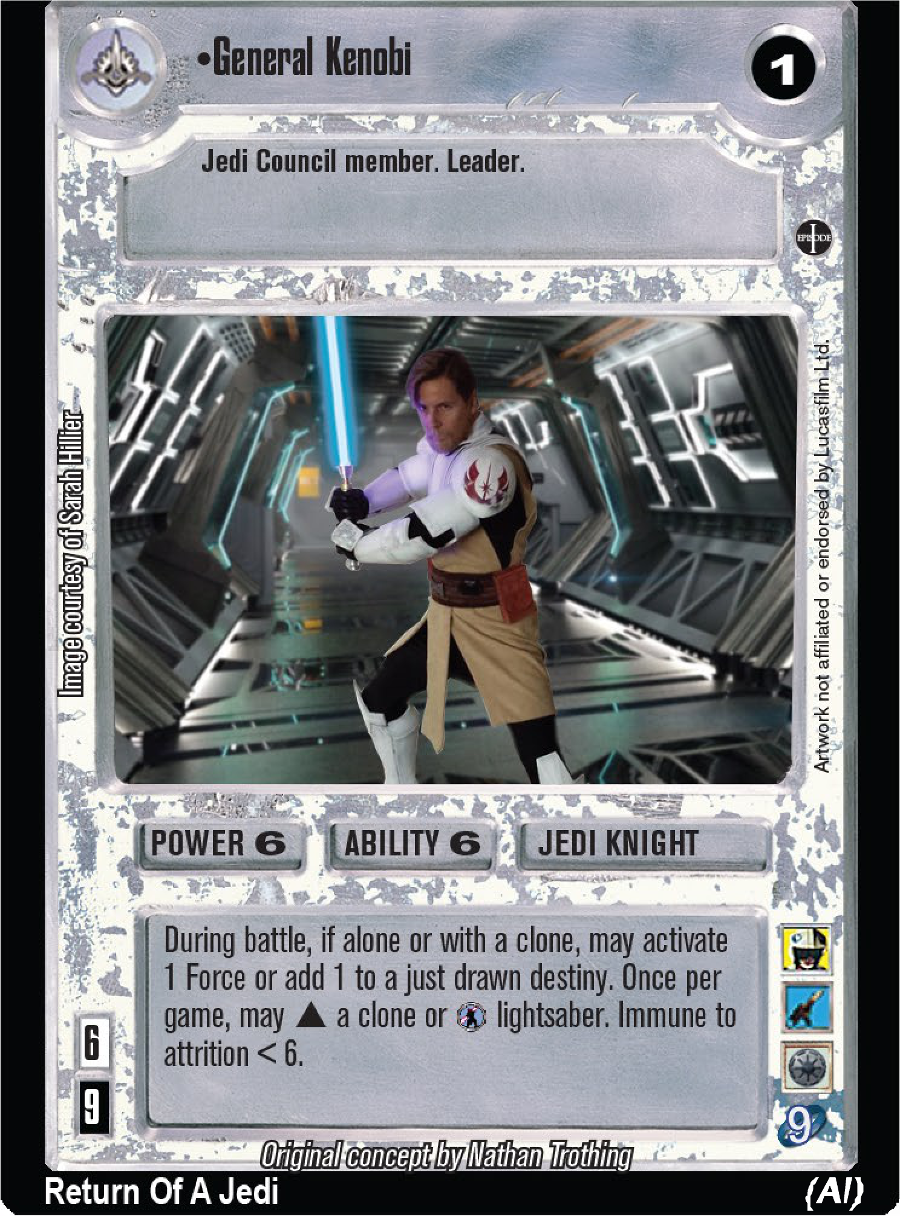 •General Kenobi
1
Jedi Council member. Leader.
EPISODE
I
Image courtesy of Sarah Hillier
Artwork not affiliated or endorsed by Lucasfilm Ltd.
POWER 6
ABILITY 6
JEDI KNIGHT
During battle, if alone or with a clone, may activate
1 Force or add 1 to a just drawn destiny. Once per
game, may ▲ a clone or lightsaber. Immune to
attrition < 6.
6
9
9
Original concept by Nathan Trothing
Return Of A Jedi
(AI)